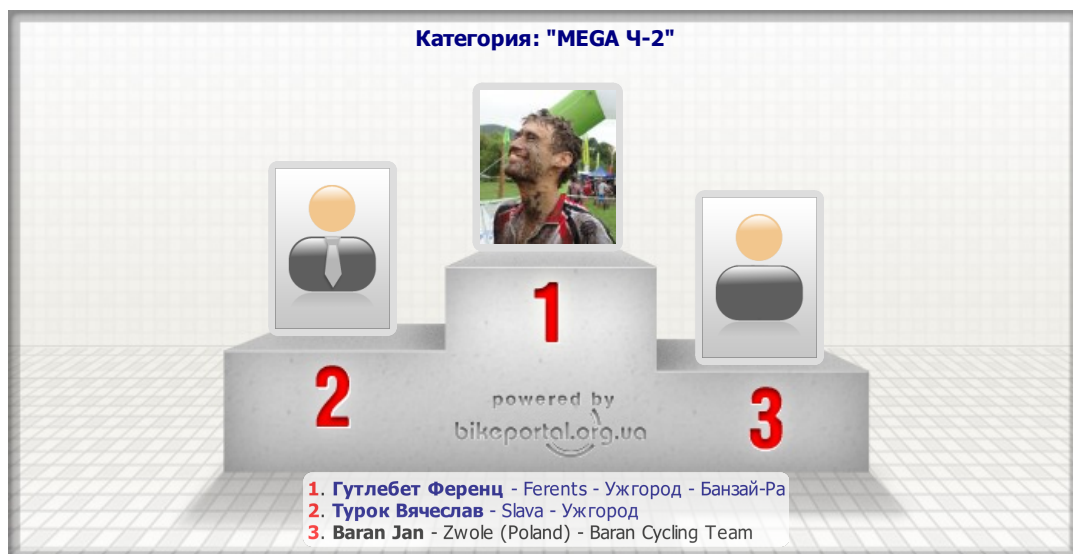 Категория: "MEGA Ч-2"
1
2
3
powered by
bikeportal.org.ua
1. Гутлебет Ференц - Ferents - Ужгород - Банзай-Ра
2. Турок Вячеслав - Slava - Ужгород
3. Baran Jan - Zwole (Poland) - Baran Cycling Team